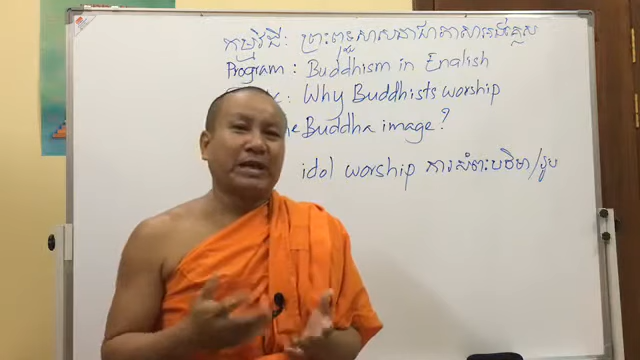 កម្មវិធី: ព្រះពុទ្ធសាសនាជាភាសាអង់គ្លេស
Program: Buddhism in English
: Why Buddhists worship
the Buddha image?
idol worship ការសំពះបដិមា/រូប